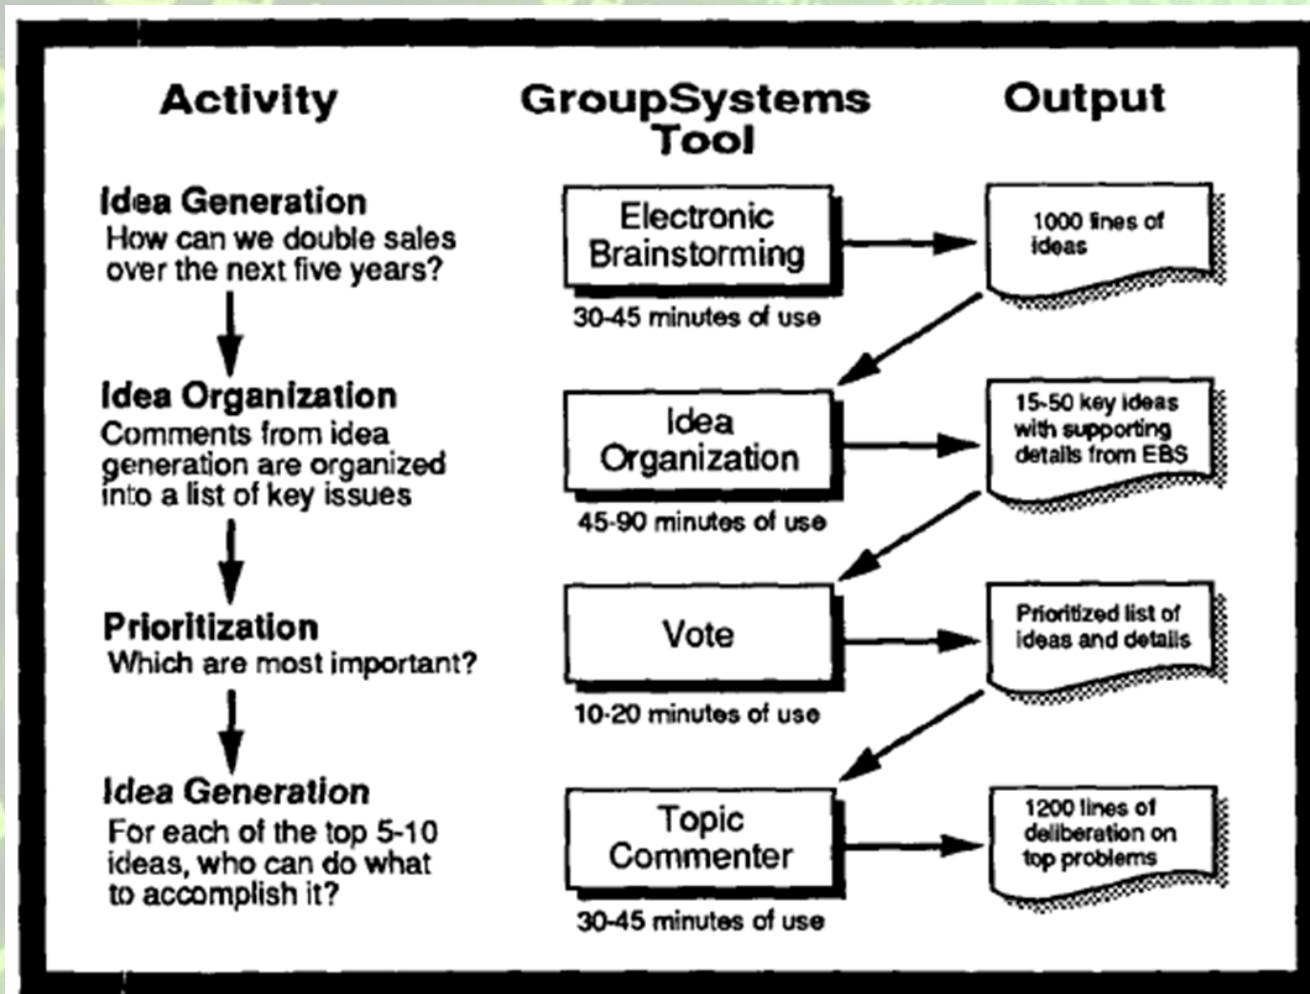 Activity
GroupSystems
Tool
Output
Idea Generation
How can we double sales
over the next five years?
Electronic
Brainstorming
30-45 minutes of use
1000 lines of
ideas
Idea Organization
Comments from idea
generation are organized
into a list of key issues
Idea
Organization
45-90 minutes of use
15-50 key ideas
with supporting
details from EBS
Prioritization
Which are most important?
Vote
10-20 minutes of use
Prioritized list of
ideas and details
Idea Generation
For each of the top 5-10
ideas, who can do what
to accomplish it?
Topic
Commenter
30-45 minutes of use
1200 lines of
deliberation on
top problems